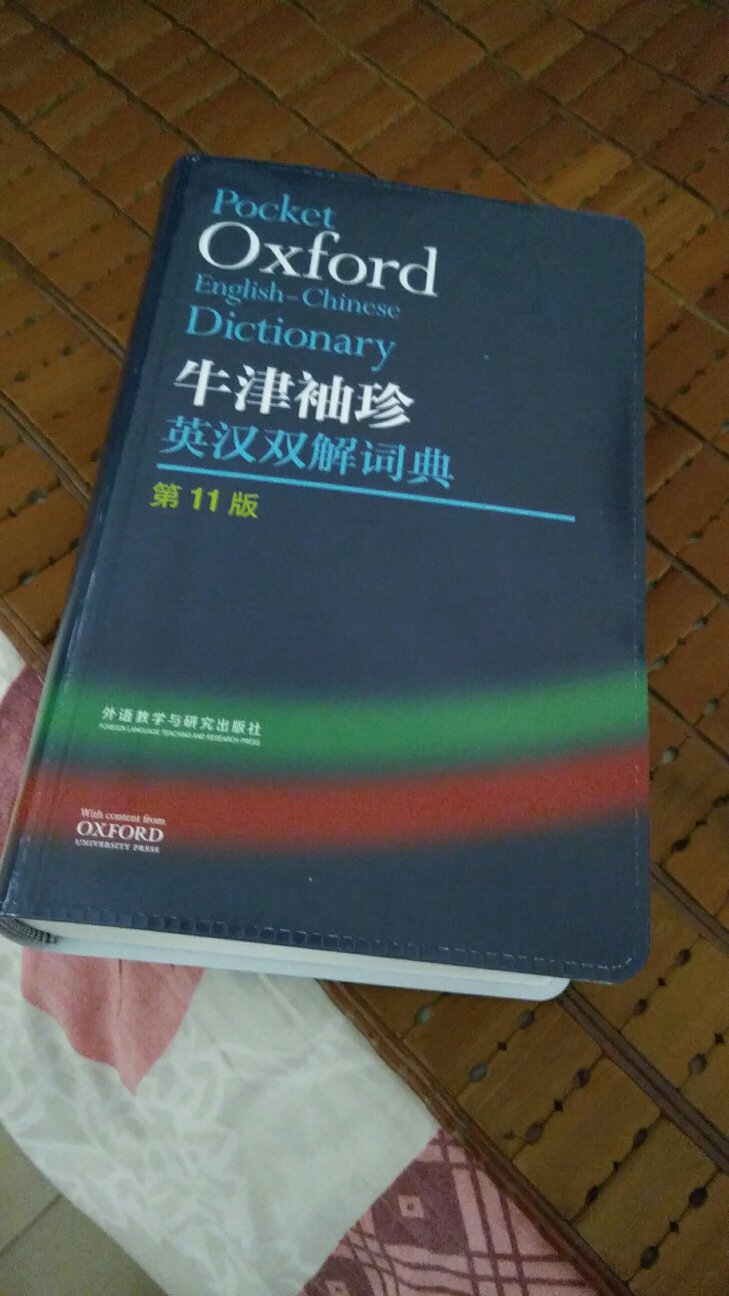 Pocket
Oxford
English-Chinese
Dictionary
牛津袖珍
英汉双解词典
第11版
外语教学与研究出版社
FOREIGN LANGUAGE TEACHING AND RESEARCH PRESS
With content from
OXFORD
UNIVERSITY PRESS